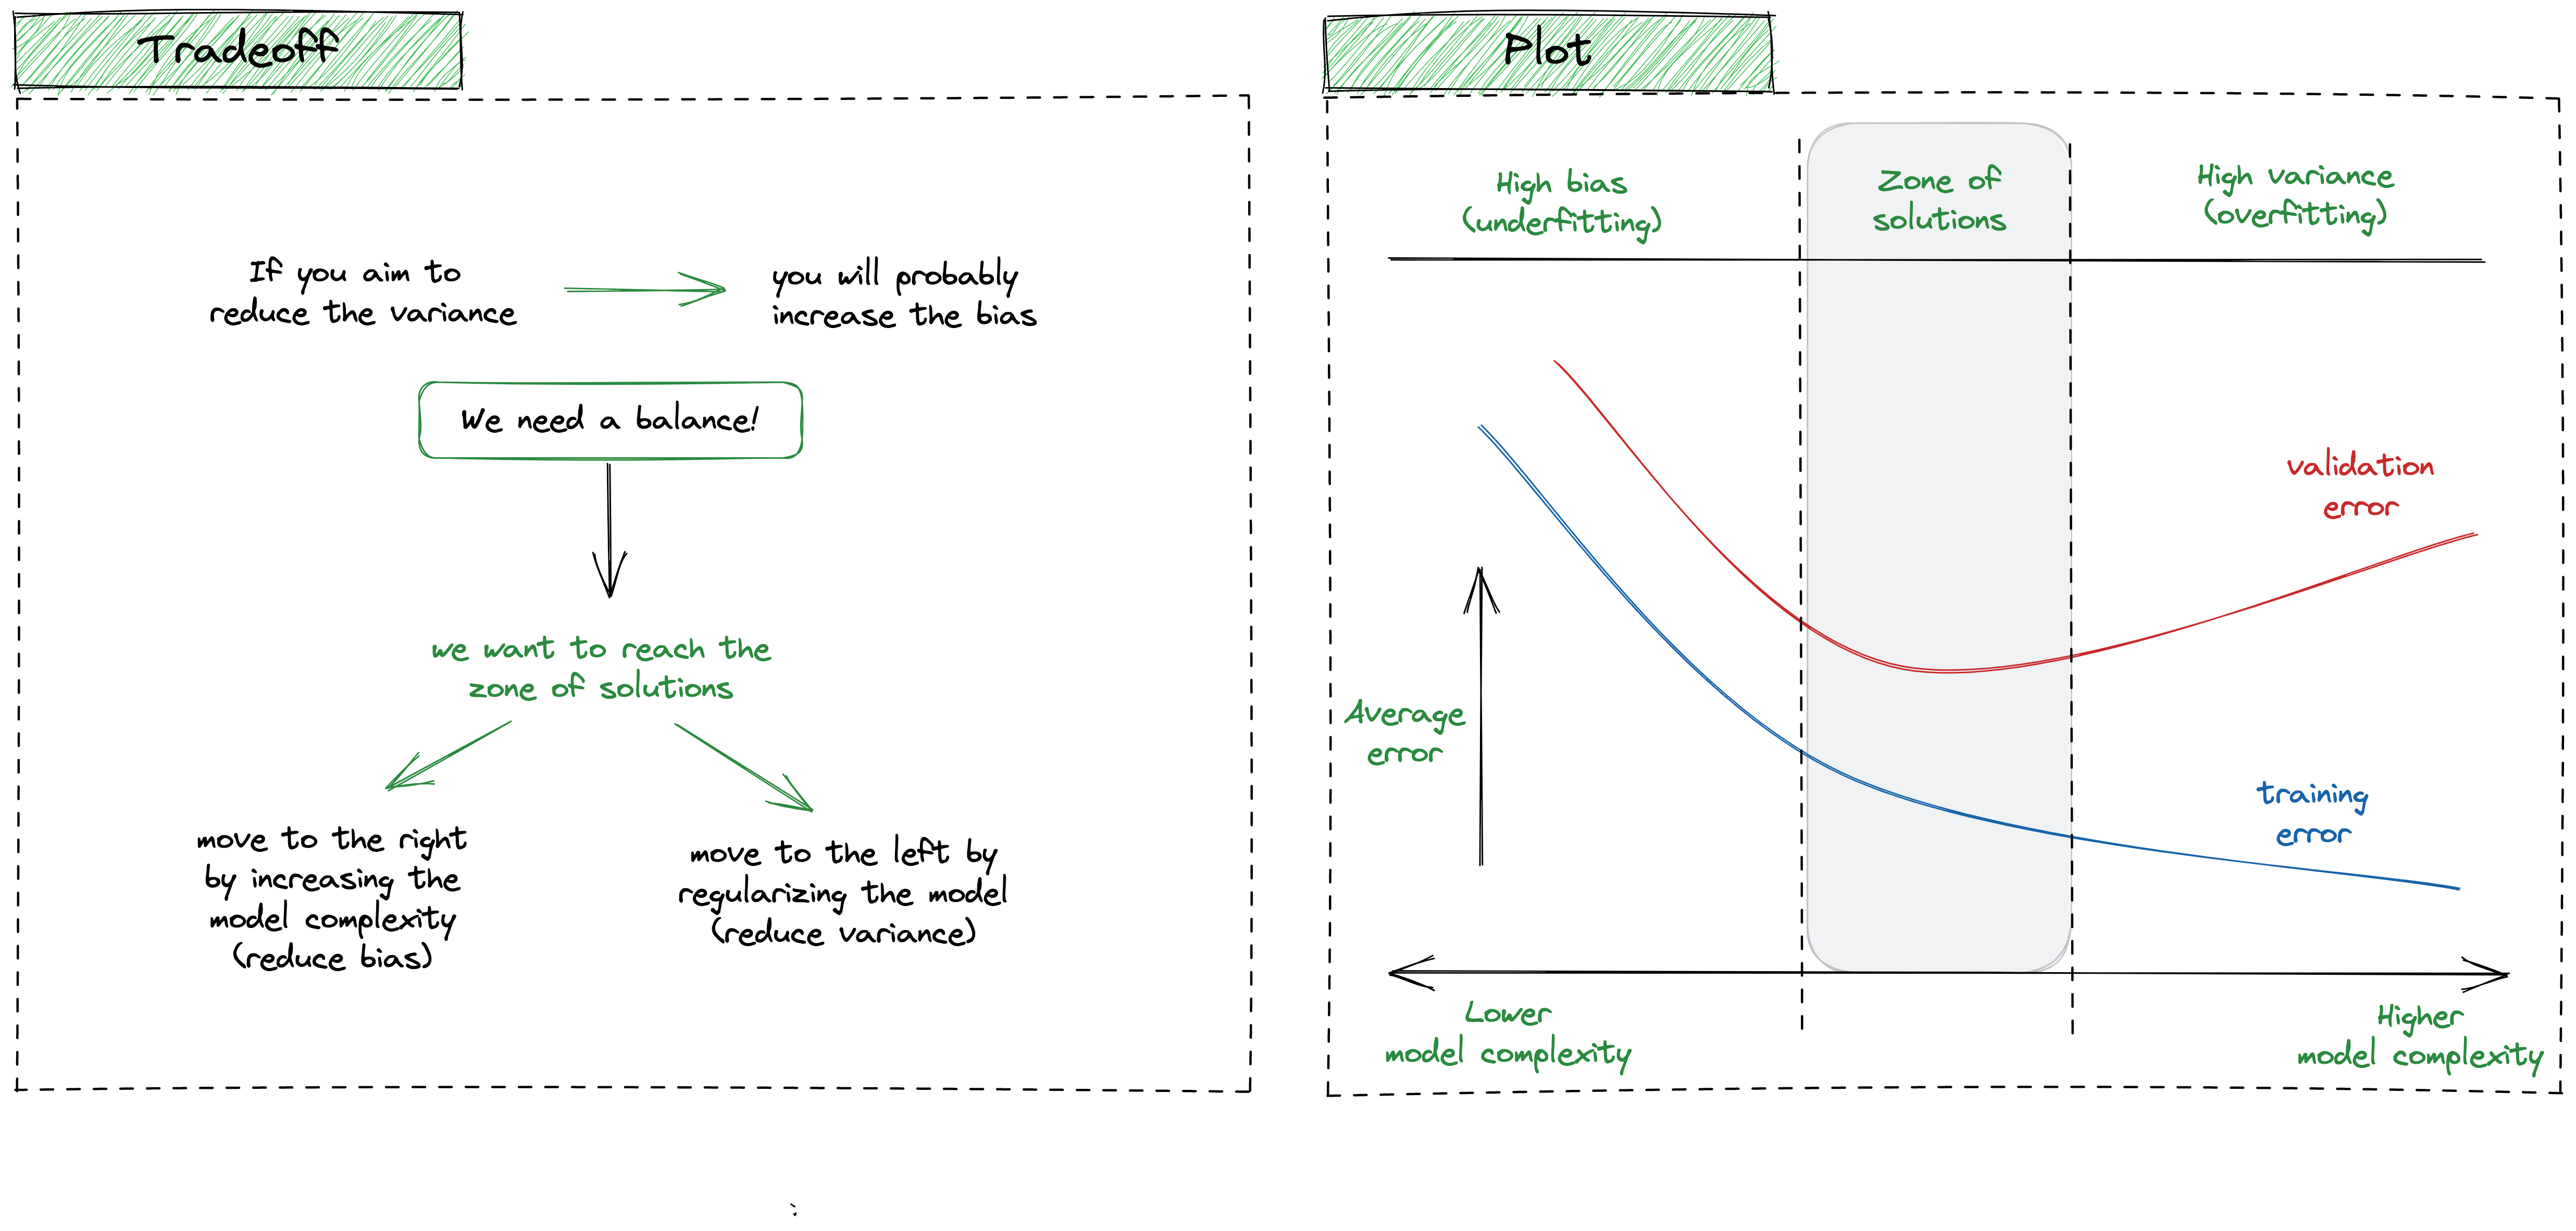 Tradeoff
If you aim to
reduce the variance
you will probably
increase the bias
We need a balance!
we want to reach the
zone of solutions
move to the right
by increasing the
model complexity
(reduce bias)
move to the left by
regularizing the model
(reduce variance)
Plot
High bias
(underfitting)
Zone of
solutions
High variance
(overfitting)
validation
error
Average
error
training
error
Lower
model complexity
Higher
model complexity